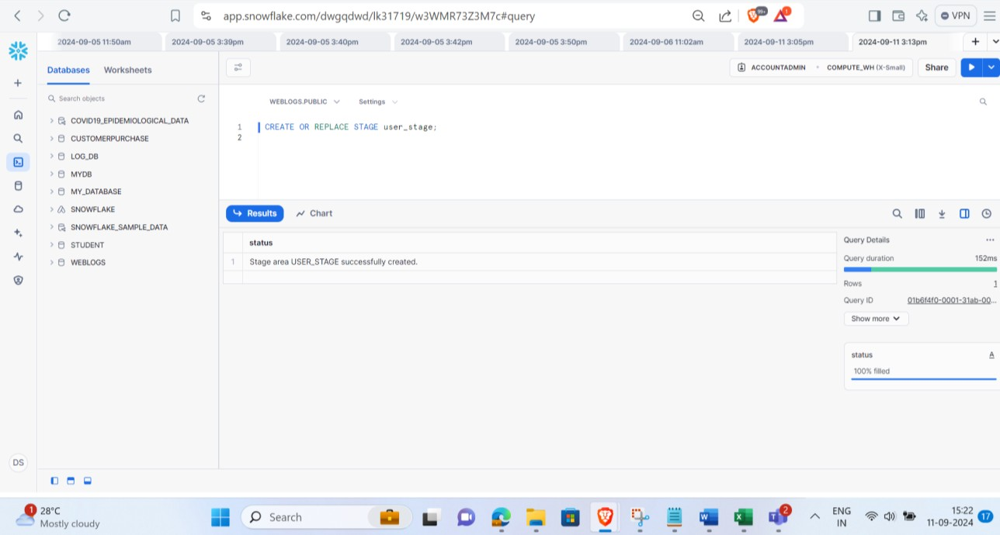 app.snowflake.com/dwgqdwd/lk31719/w3WMR73Z3M7c#query
99+
1
VPN
2024-09-05 11:50am
2024-09-05 3:39pm
2024-09-05 3:40pm
2024-09-05 3:42pm
2024-09-05 3:50pm
2024-09-06 11:02am
2024-09-11 3:05pm
2024-09-11 3:13pm
Databases
Worksheets
ACCOUNTADMIN
COMPUTE_WH (X-Small)
Share
Search objects
COVID19_EPIDEMIOLOGICAL_DATA
CUSTOMERPURCHASE
LOG_DB
MYDB
MY_DATABASE
SNOWFLAKE
SNOWFLAKE_SAMPLE_DATA
STUDENT
WEBLOGS
DS
WEBLOGS.PUBLIC
Settings
1 CREATE OR REPLACE STAGE user_stage;
2
Results
Chart
status
1 Stage area USER_STAGE successfully created.
Query Details
...
Query duration 152ms
Rows 1
Query ID 01b6f4f0-0001-31ab-00...
Show more
status A
100% filled
1
28°C
Mostly cloudy
Search
2
ENG
IN
15:22
11-09-2024
17